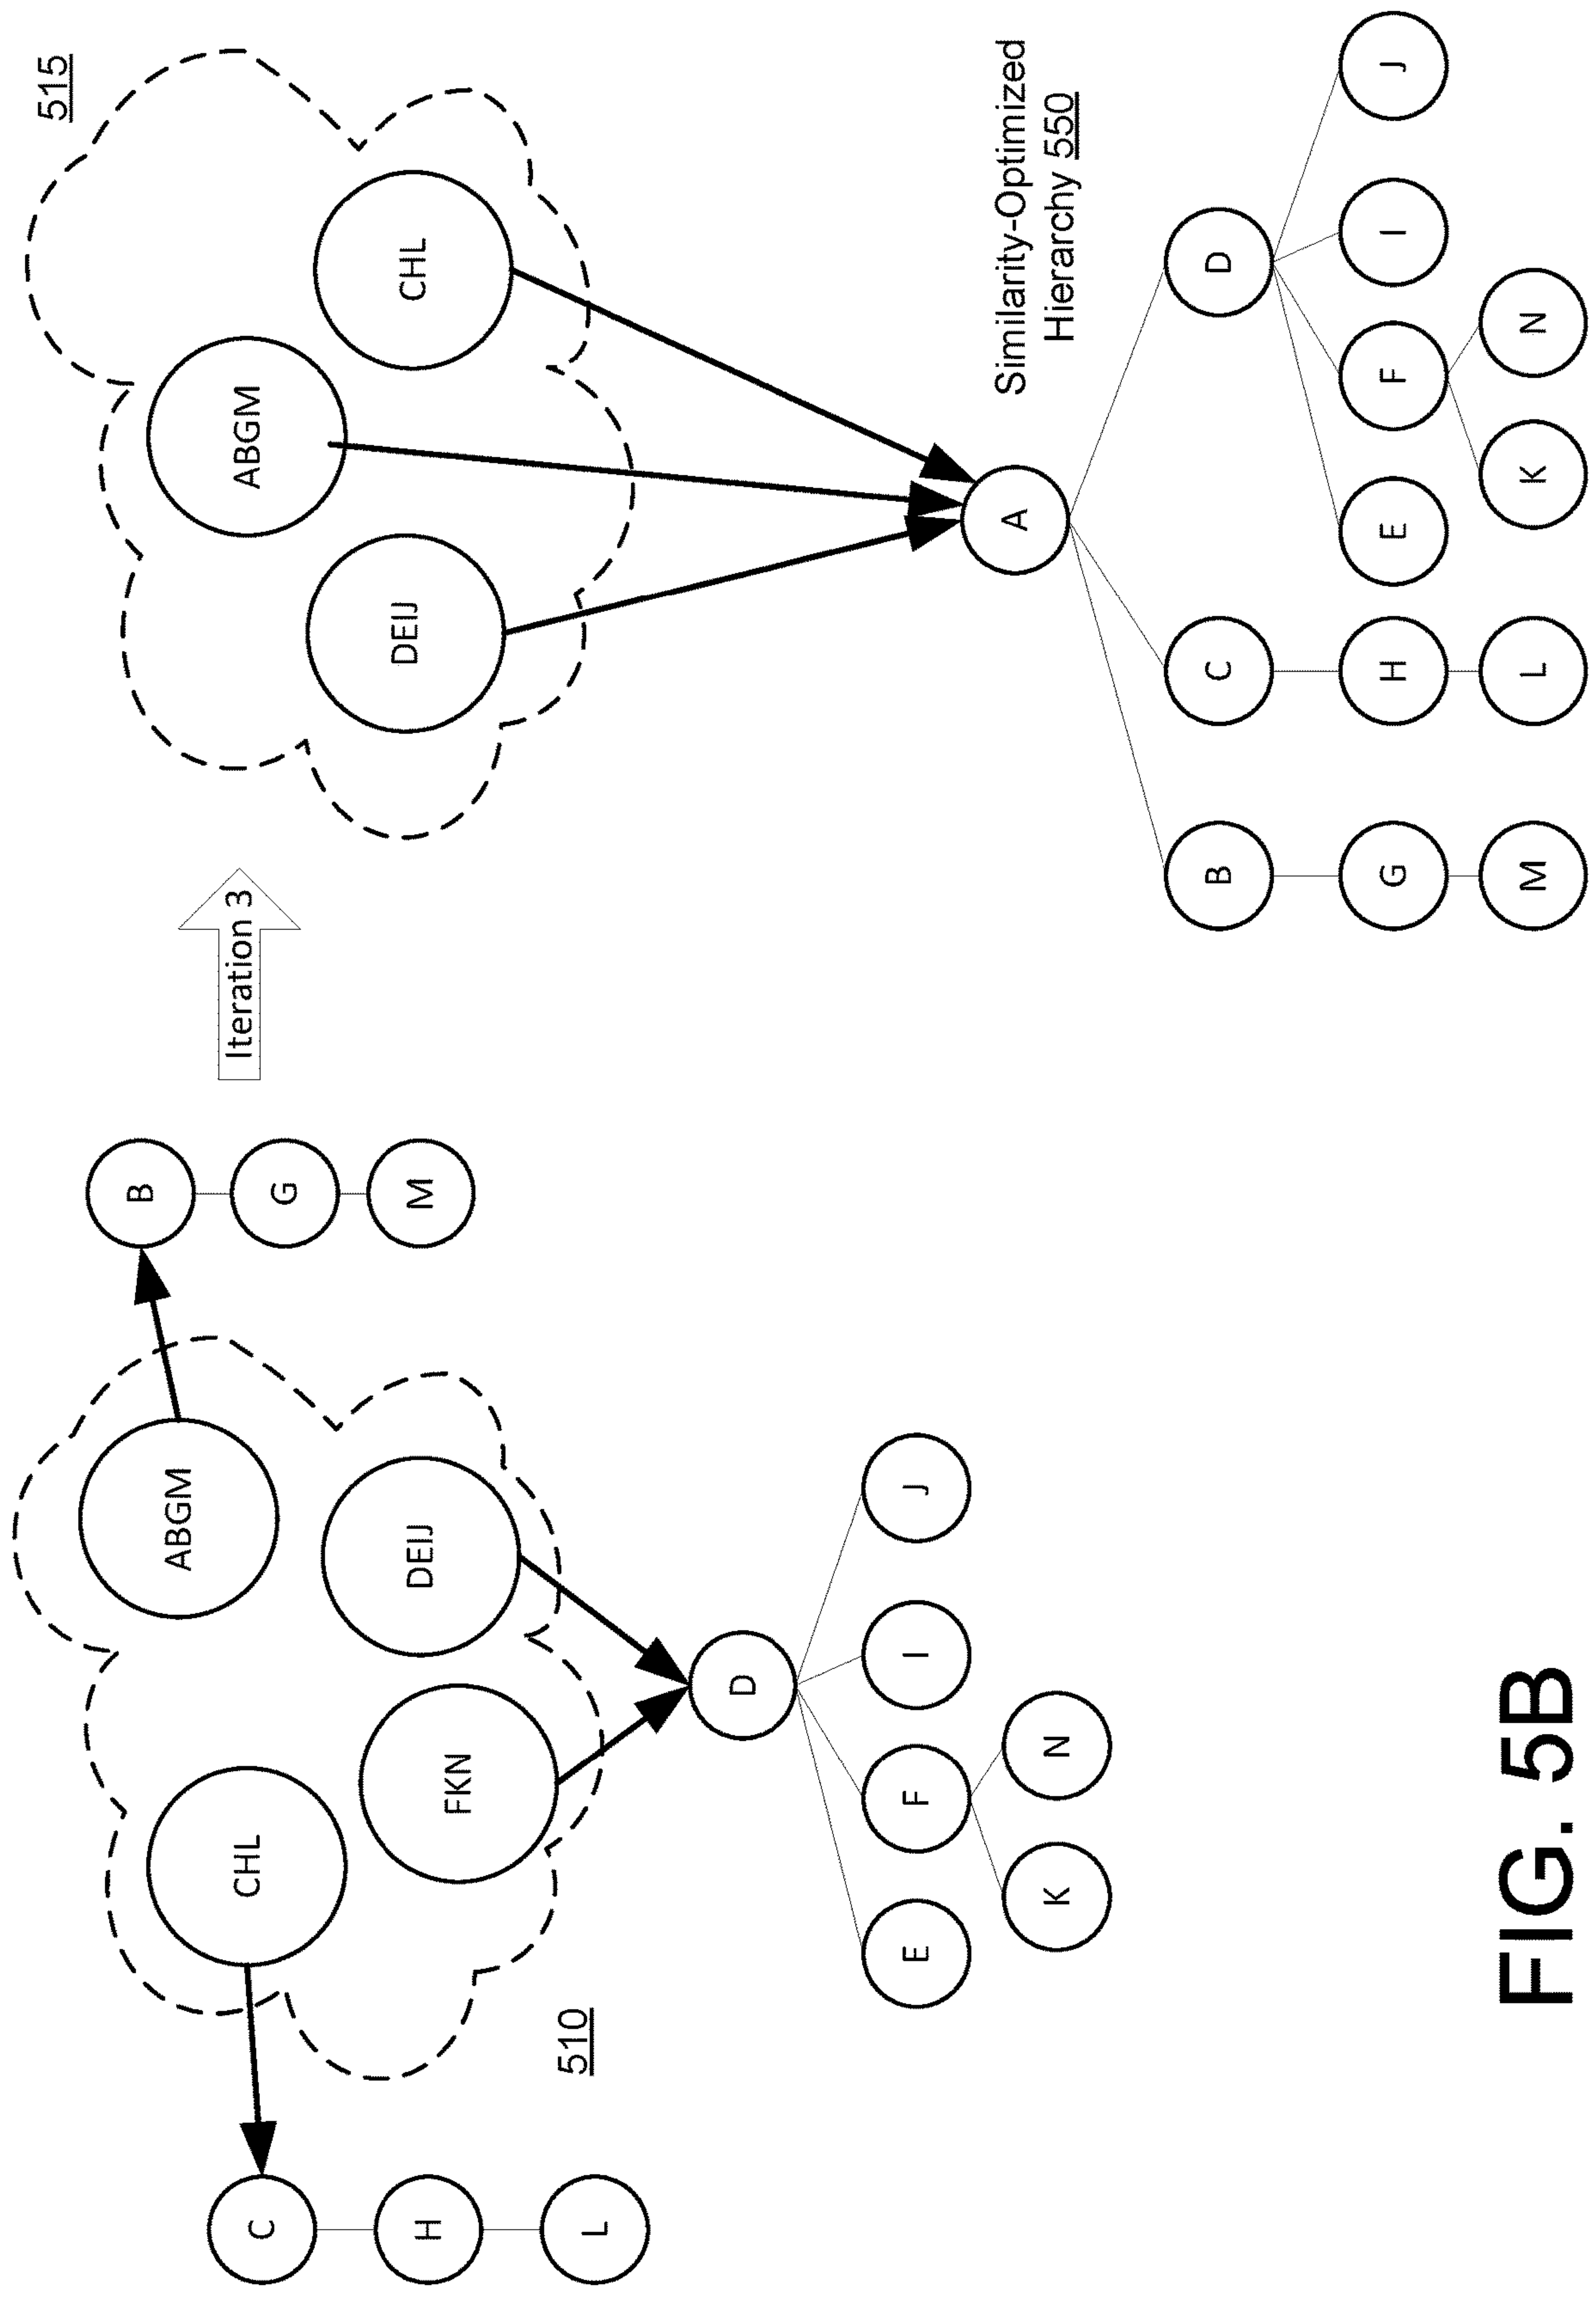 C
H
L
CHL
ABGM
FKN
DEIJ
510
B
G
M
D
E
F
I
J
K
N
Iteration 3
515
ABGM
CHL
DEIJ
Similarity-Optimized
Hierarchy 550
A
B
C
D
G
H
E
F
I
J
M
L
K
N
FIG. 5B